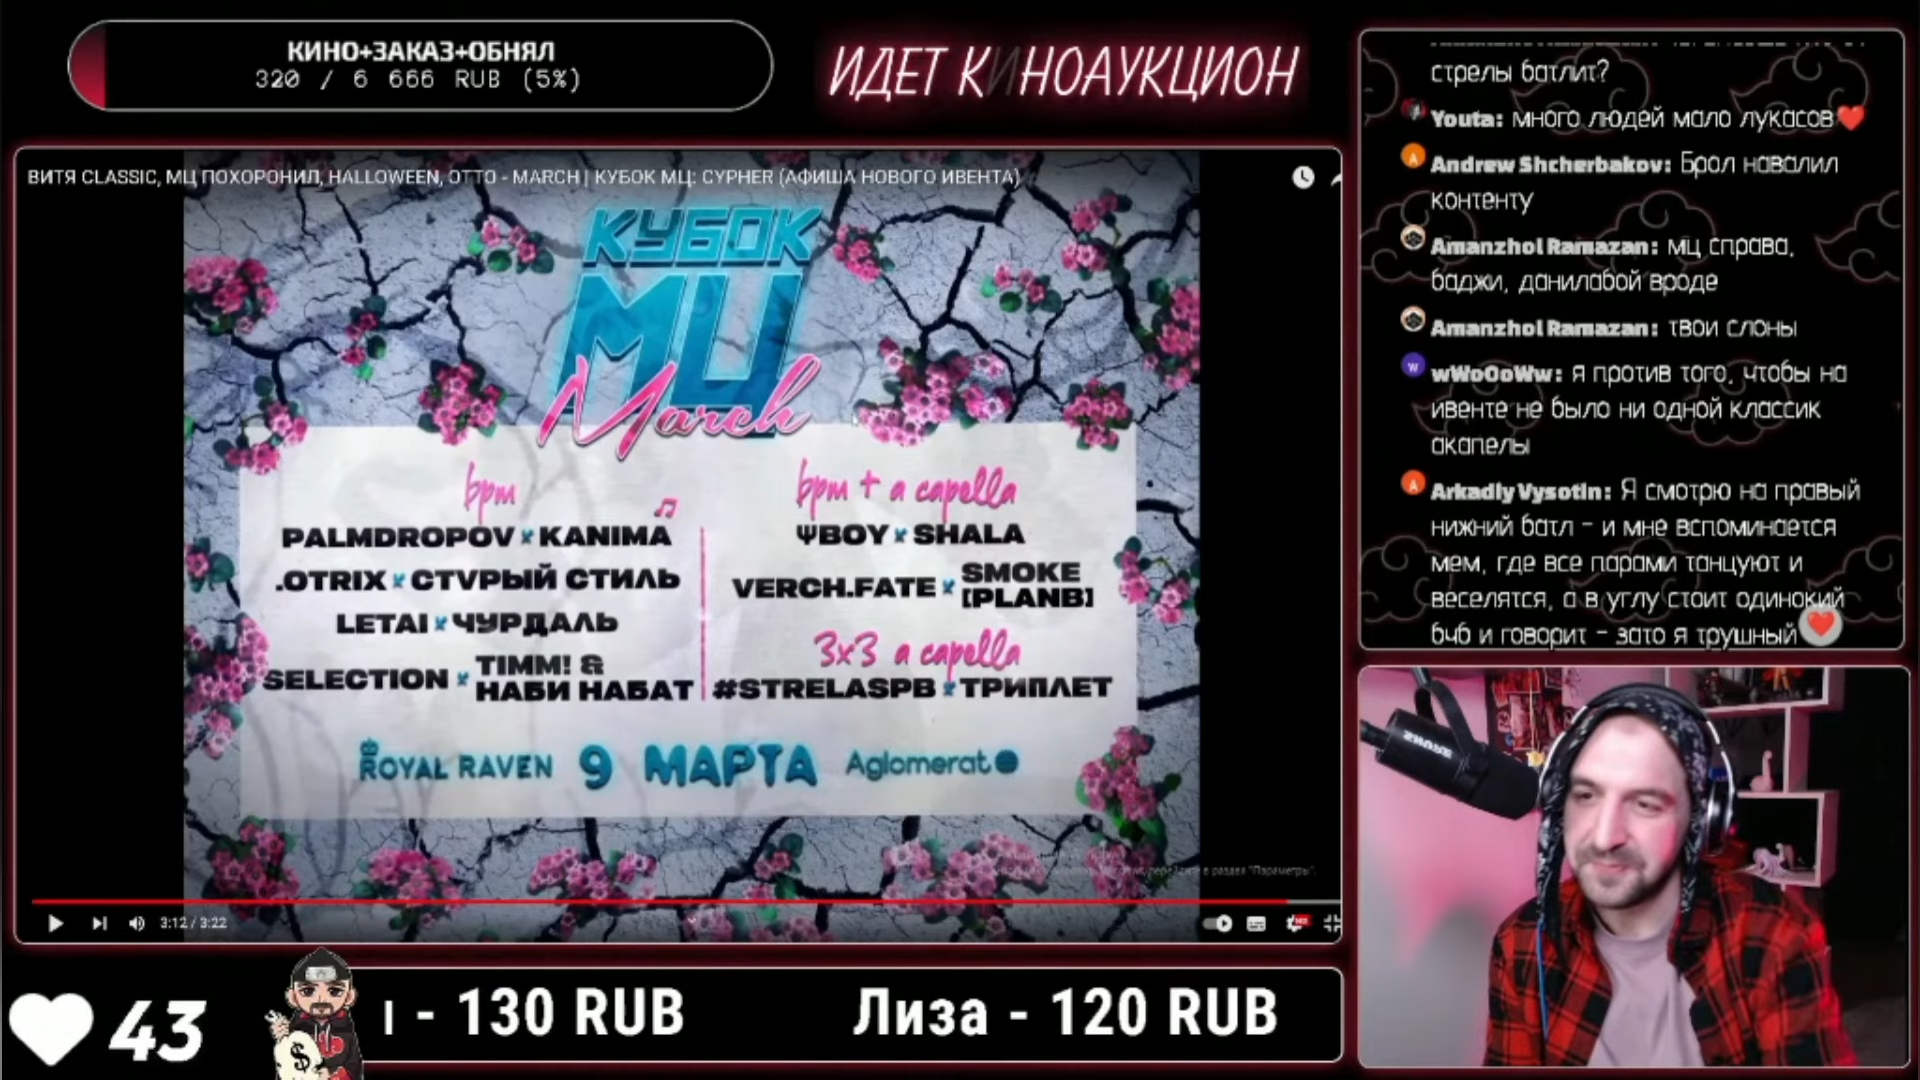 КИНО+ЗАКАЗ+ОБНЯЛ
320 / 6 666 RUB (5%)
ИДЕТ КИНОАУКЦИОН
ВИТЯ CLASSIC, МЦ ПОХОРОНИЛ, HALLOWEEN, ОТТО - MARCH | КУБОК МЦ: CYPHER (АФИША НОВОГО ИВЕНТА)
КУБОК
МЦ
March
bpm
PALMDROPOV x KANIMA
.OTRIX x СТVРЫЙ СТИЛЬ
LETAI x ЧУРДАЛЬ
SELECTION x TIMM! &
НАБИ НАБАТ
bpm + a capella
ΨBOY x SHALA
VERCH.FATE x SMOKE
[PLANB]
3x3 a capella
#STRELASPB x ТРИПЛЕТ
ROYAL RAVEN 9 МАРТА Aglomerat
3:12 / 3:22
HD
стрелы батлит?
Youta: много людей мало лукасов❤️
Andrew Shcherbakov: Брол навалил
контенту
Amanzhol Ramazan: мц справа,
баджи, данилабой вроде
Amanzhol Ramazan: твои слоны
wWoOoWw: я против того, чтобы на
ивенте не было ни одной классик
акапелы
Arkadiy Vysotin: Я смотрю на правый
нижний батл - и мне вспоминается
мем, где все парами танцуют и
веселятся, а в углу стоит одинокий
бчб и говорит - зато я трушный❤️
43
- 130 RUB Лиза - 120 RUB
$